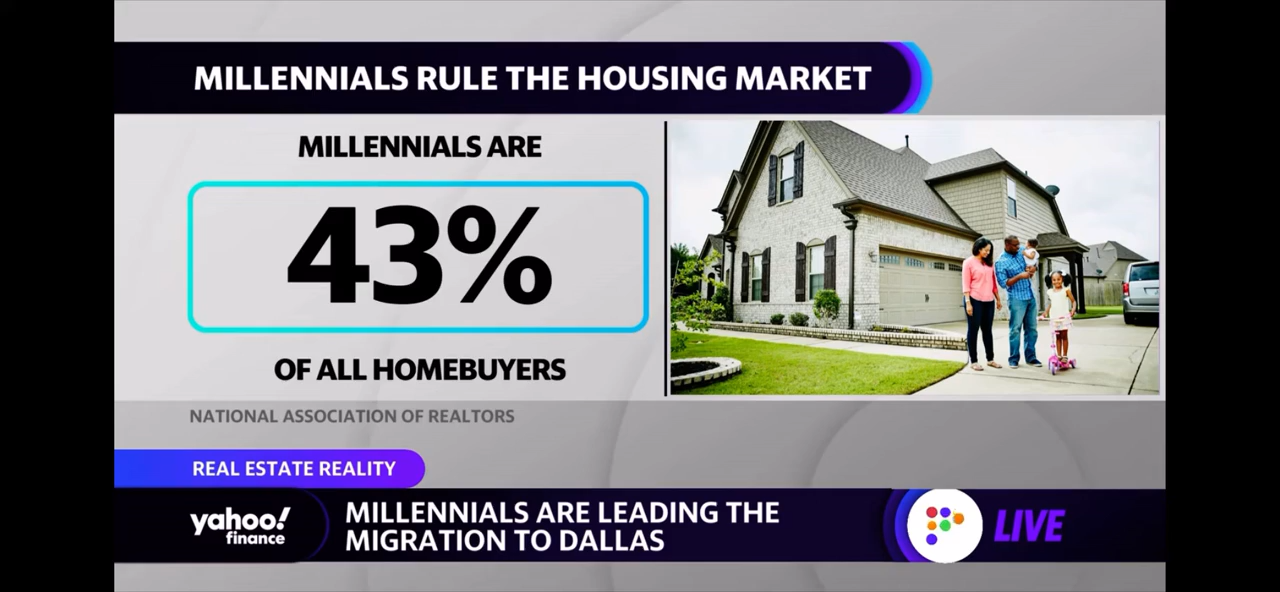 MILLENNIALS RULE THE HOUSING MARKET
MILLENNIALS ARE
43%
OF ALL HOMEBUYERS
NATIONAL ASSOCIATION OF REALTORS
REAL ESTATE REALITY
yahoo!
finance
MILLENNIALS ARE LEADING THE
MIGRATION TO DALLAS
LIVE